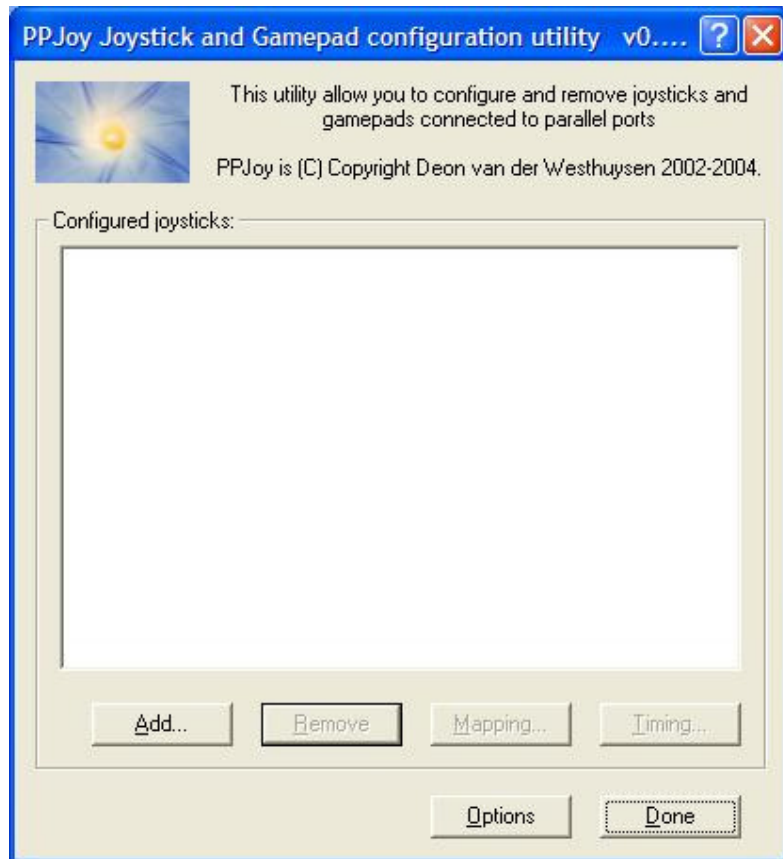 PPJoy Joystick and Gamepad configuration utility v0....
This utility allow you to configure and remove joysticks and
gamepads connected to parallel ports
PPJoy is (C) Copyright Deon van der Westhuysen 2002-2004.
Configured joysticks:
Add... Remove Mapping... Timing...
Options Done